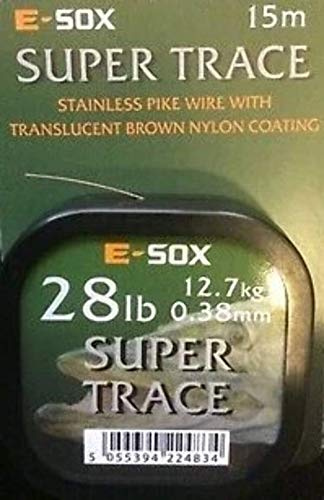 E-SOX 15m
SUPER TRACE
STAINLESS PIKE WIRE WITH
TRANSLUCENT BROWN NYLON COATING
E-SOX
28lb 12.7kg 0.38mm
SUPER
TRACE
5 055394 224834